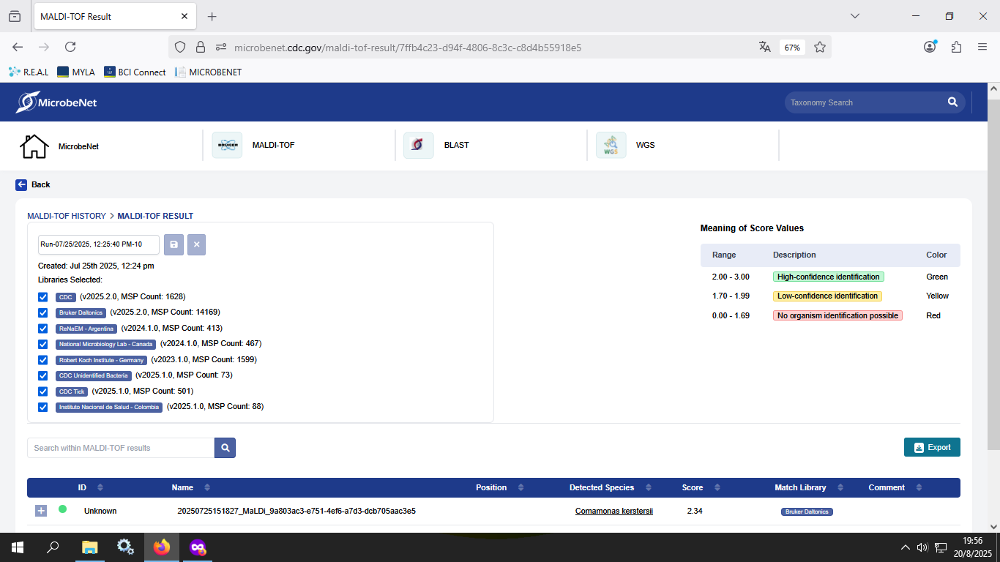 MALDI-TOF Result
microbenet.cdc.gov/maldi-tof-result/7ffb4c23-d94f-4806-8c3c-c8d4b55918e5
67%
R.E.A.L MYLA BCI Connect MICROBENET
MicrobeNet
Taxonomy Search
MicrobeNet
BRUKER
MALDI-TOF
BLAST
WGS
WGS
Back
MALDI-TOF HISTORY > MALDI-TOF RESULT
Run-07/25/2025, 12:25:40 PM-10
Created: Jul 25th 2025, 12:24 pm
Libraries Selected:
CDC (v2025.2.0, MSP Count: 1628)
Bruker Daltonics (v2025.2.0, MSP Count: 14169)
ReNaEM - Argentina (v2024.1.0, MSP Count: 413)
National Microbiology Lab - Canada (v2024.1.0, MSP Count: 467)
Robert Koch Institute - Germany (v2023.1.0, MSP Count: 1599)
CDC Unidentified Bacteria (v2025.1.0, MSP Count: 73)
CDC Tick (v2025.1.0, MSP Count: 501)
Instituto Nacional de Salud - Colombia (v2025.1.0, MSP Count: 88)
Meaning of Score Values
Range Description Color
2.00 - 3.00 High-confidence identification Green
1.70 - 1.99 Low-confidence identification Yellow
0.00 - 1.69 No organism identification possible Red
Search within MALDI-TOF results
Export
ID Name Position Detected Species Score Match Library Comment
Unknown 20250725151827_MaLDi_9a803ac3-e751-4ef6-a7d3-dcb705aac3e5 Comamonas kerstersii 2.34 Bruker Daltonics
19:56
20/8/2025